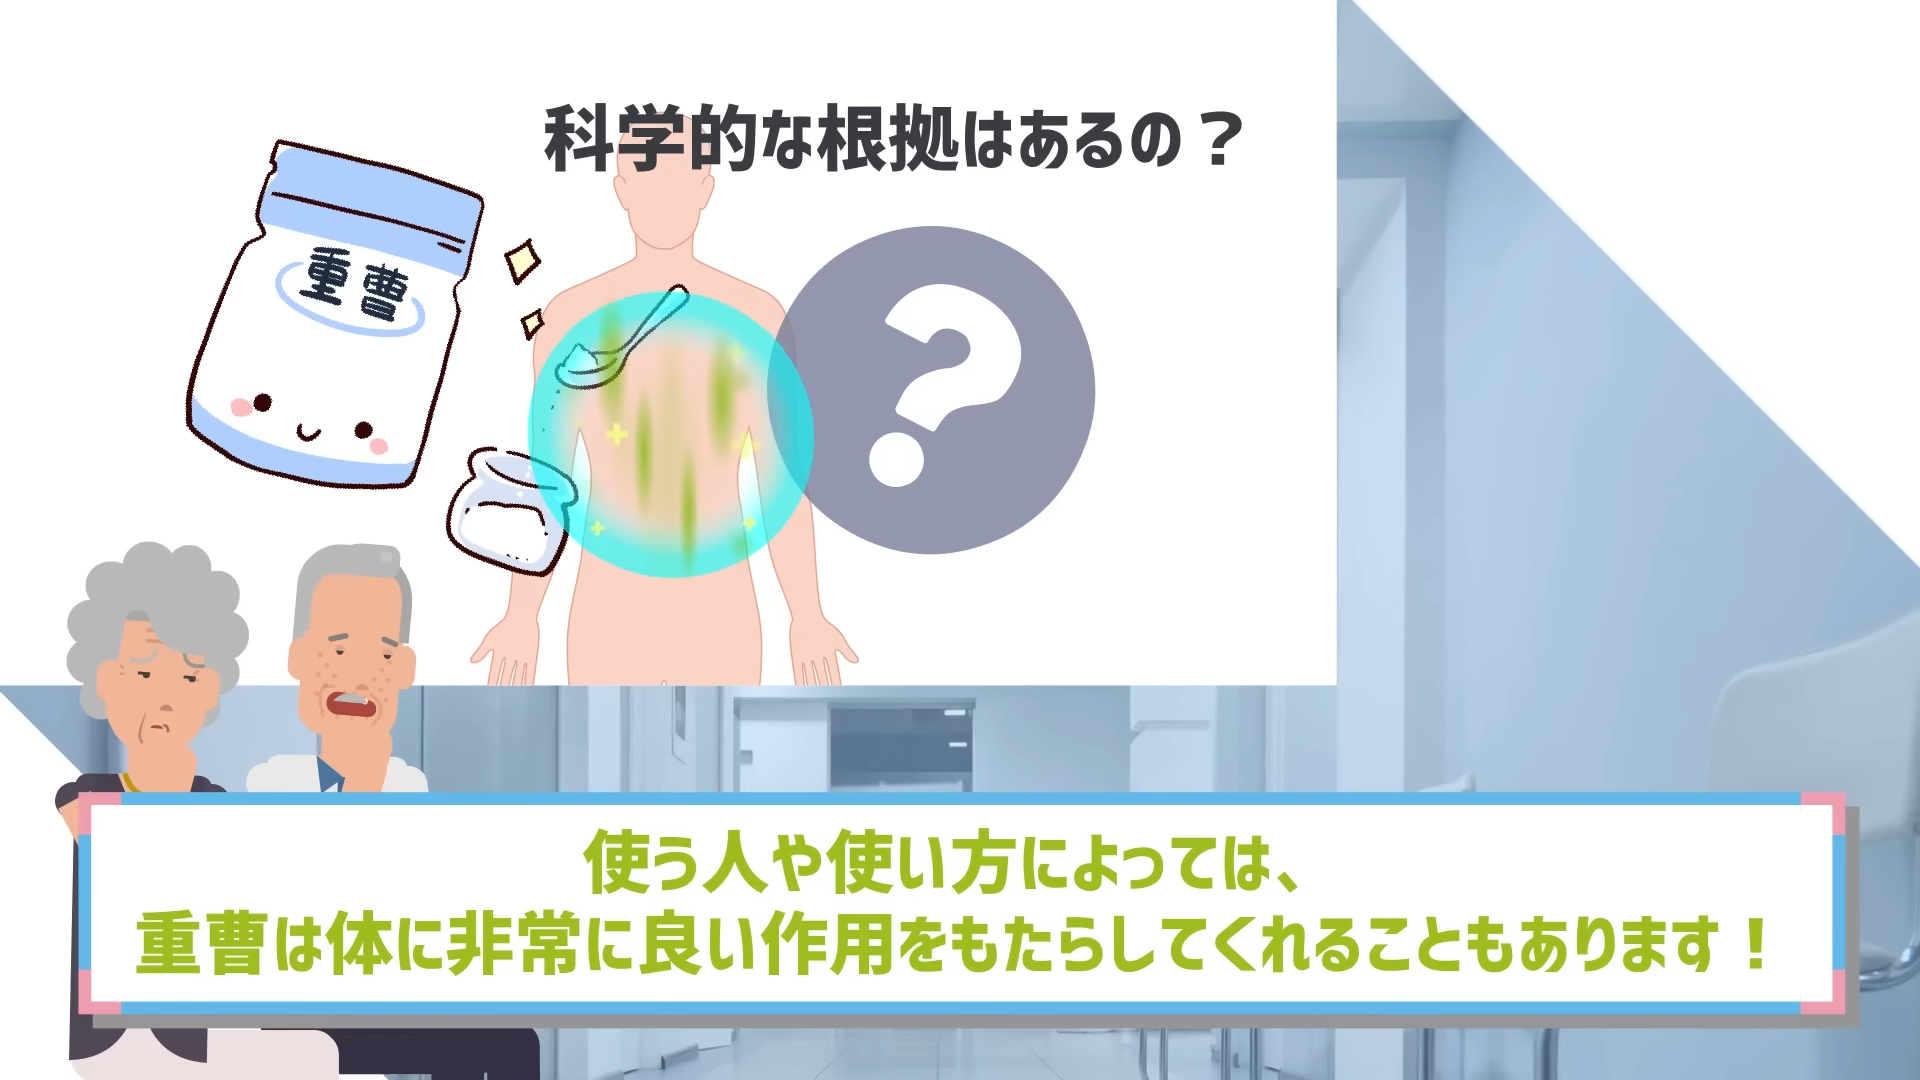 科学的な根拠はあるの？
重曹
使う人や使い方によっては、
重曹は体に非常に良い作用をもたらしてくれることもあります！